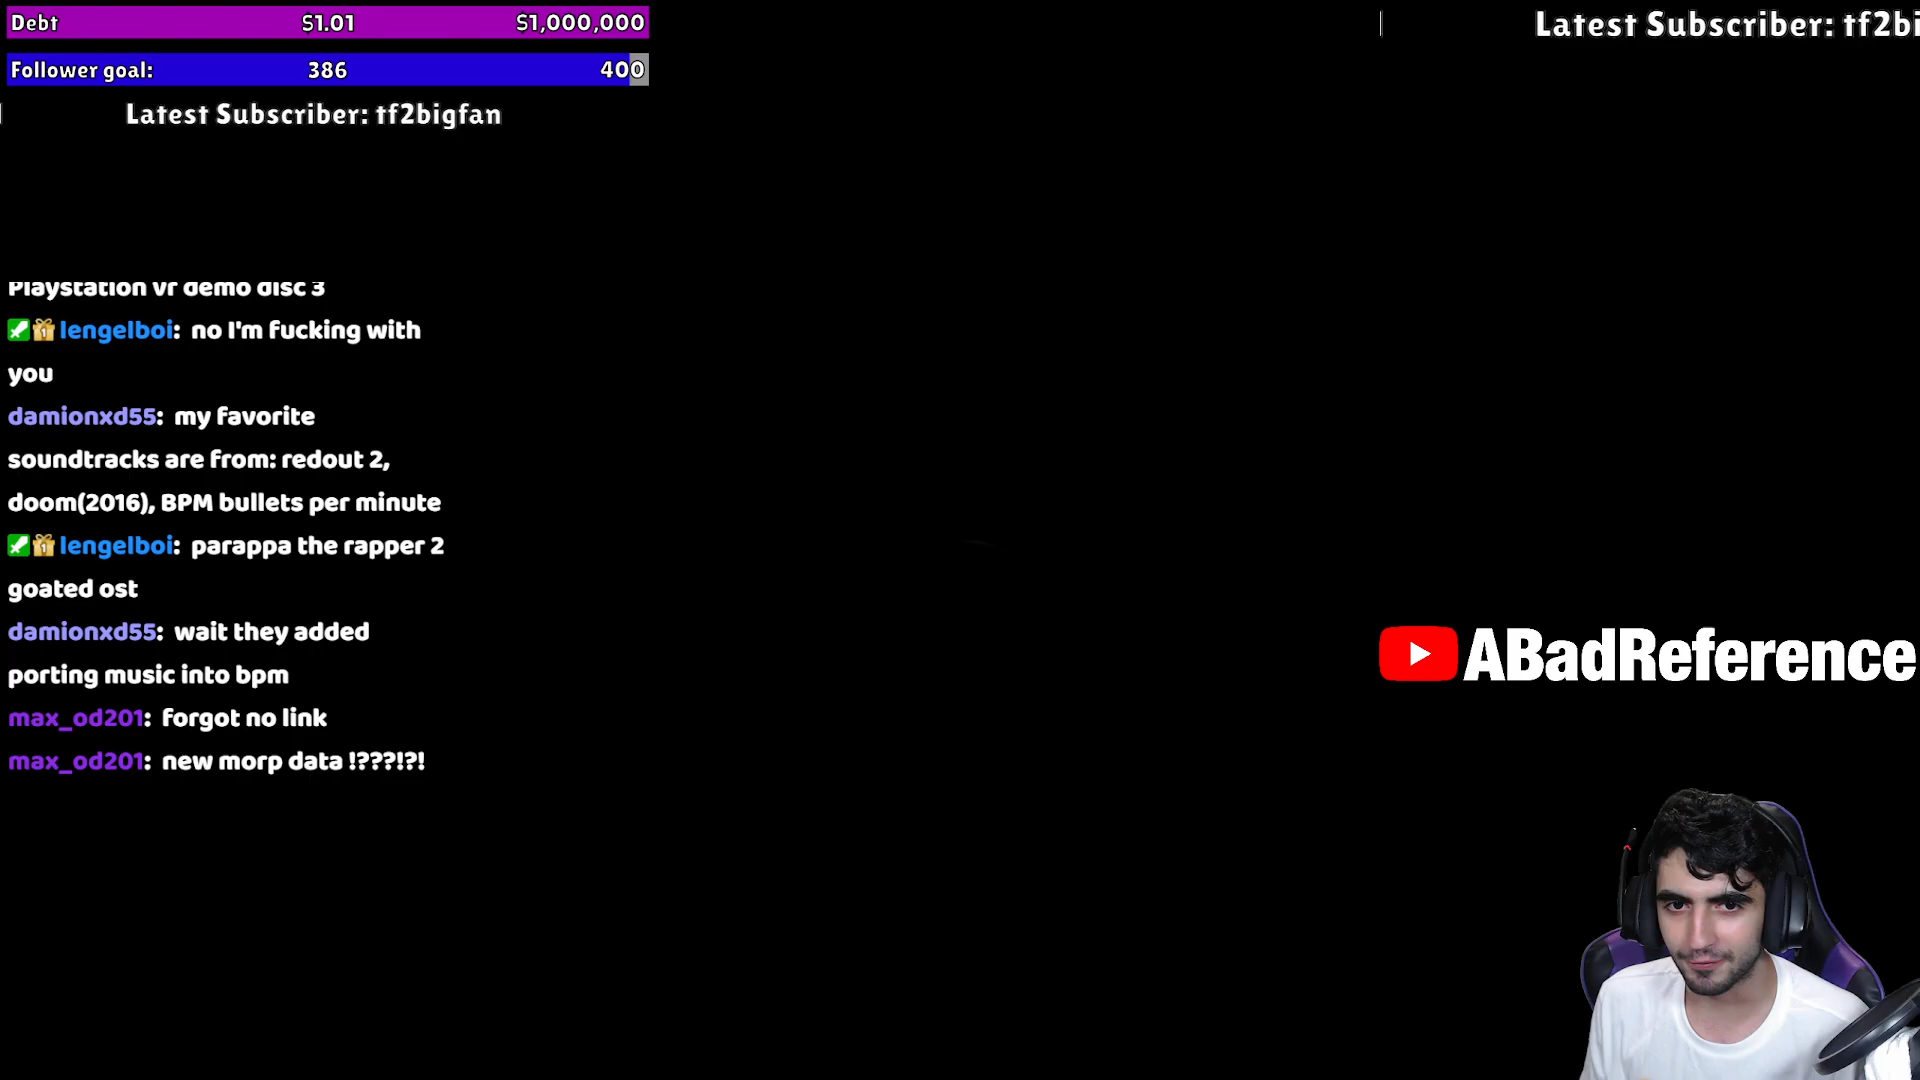 Debt $1.01 $1,000,000
Follower goal: 386 400
Latest Subscriber: tf2bigfan
Latest Subscriber: tf2bi
Playstation vr demo disc 3
lengelboi: no I'm fucking with
you
damionxd55: my favorite
soundtracks are from: redout 2,
doom(2016), BPM bullets per minute
lengelboi: parappa the rapper 2
goated ost
damionxd55: wait they added
porting music into bpm
max_od201: forgot no link
max_od201: new morp data !???!?!
ABadReference